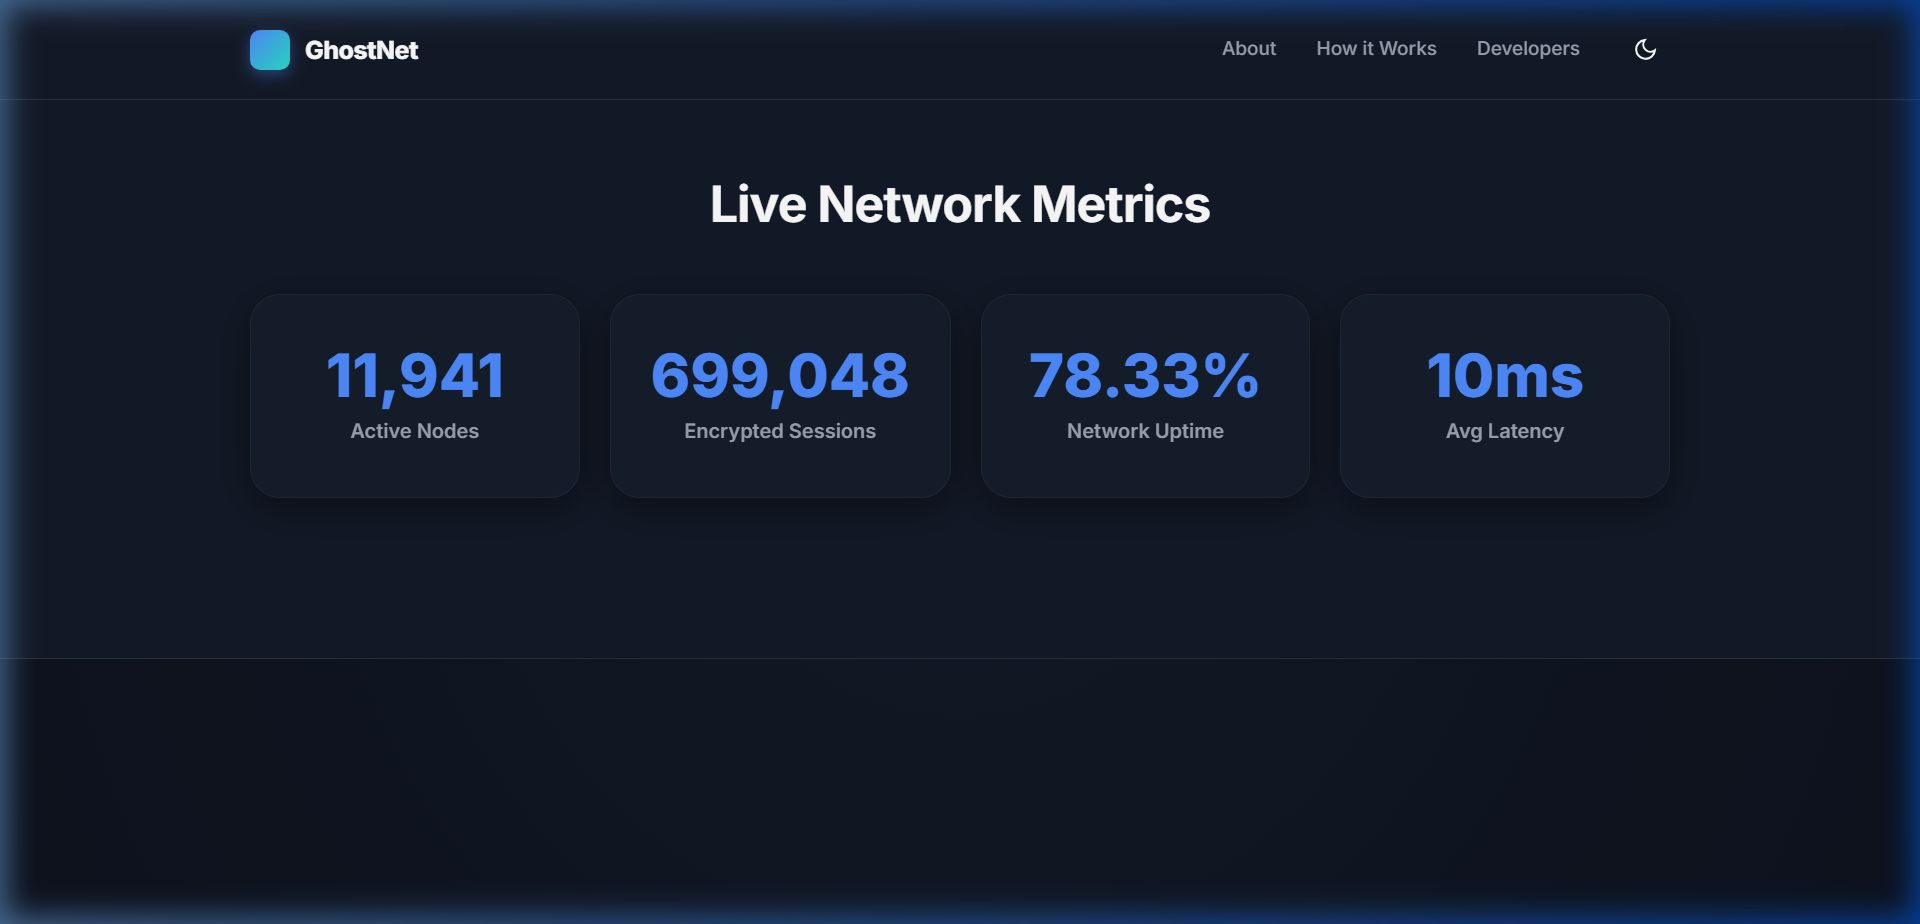 GhostNet
About
How it Works
Developers
Live Network Metrics
11,941
Active Nodes
699,048
Encrypted Sessions
78.33%
Network Uptime
10ms
Avg Latency